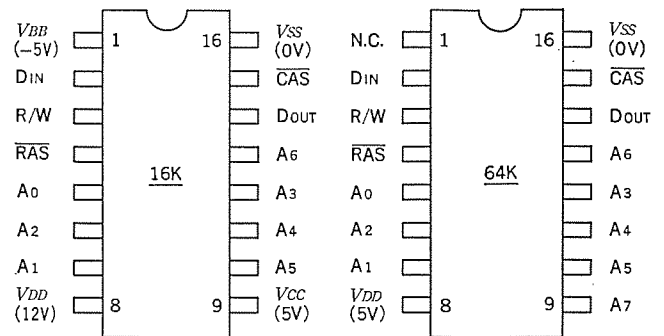 VBB (−5V) 1 16 VSS (0V)
DIN CAS
R/W DOUT
RAS A6
A0 16K A3
A2 A4
A1 A5
VDD (12V) 8 9 VCC (5V)
N.C. 1 16 VSS (0V)
DIN CAS
R/W DOUT
RAS A6
A0 64K A3
A2 A4
A1 A5
VDD (5V) 8 9 A7